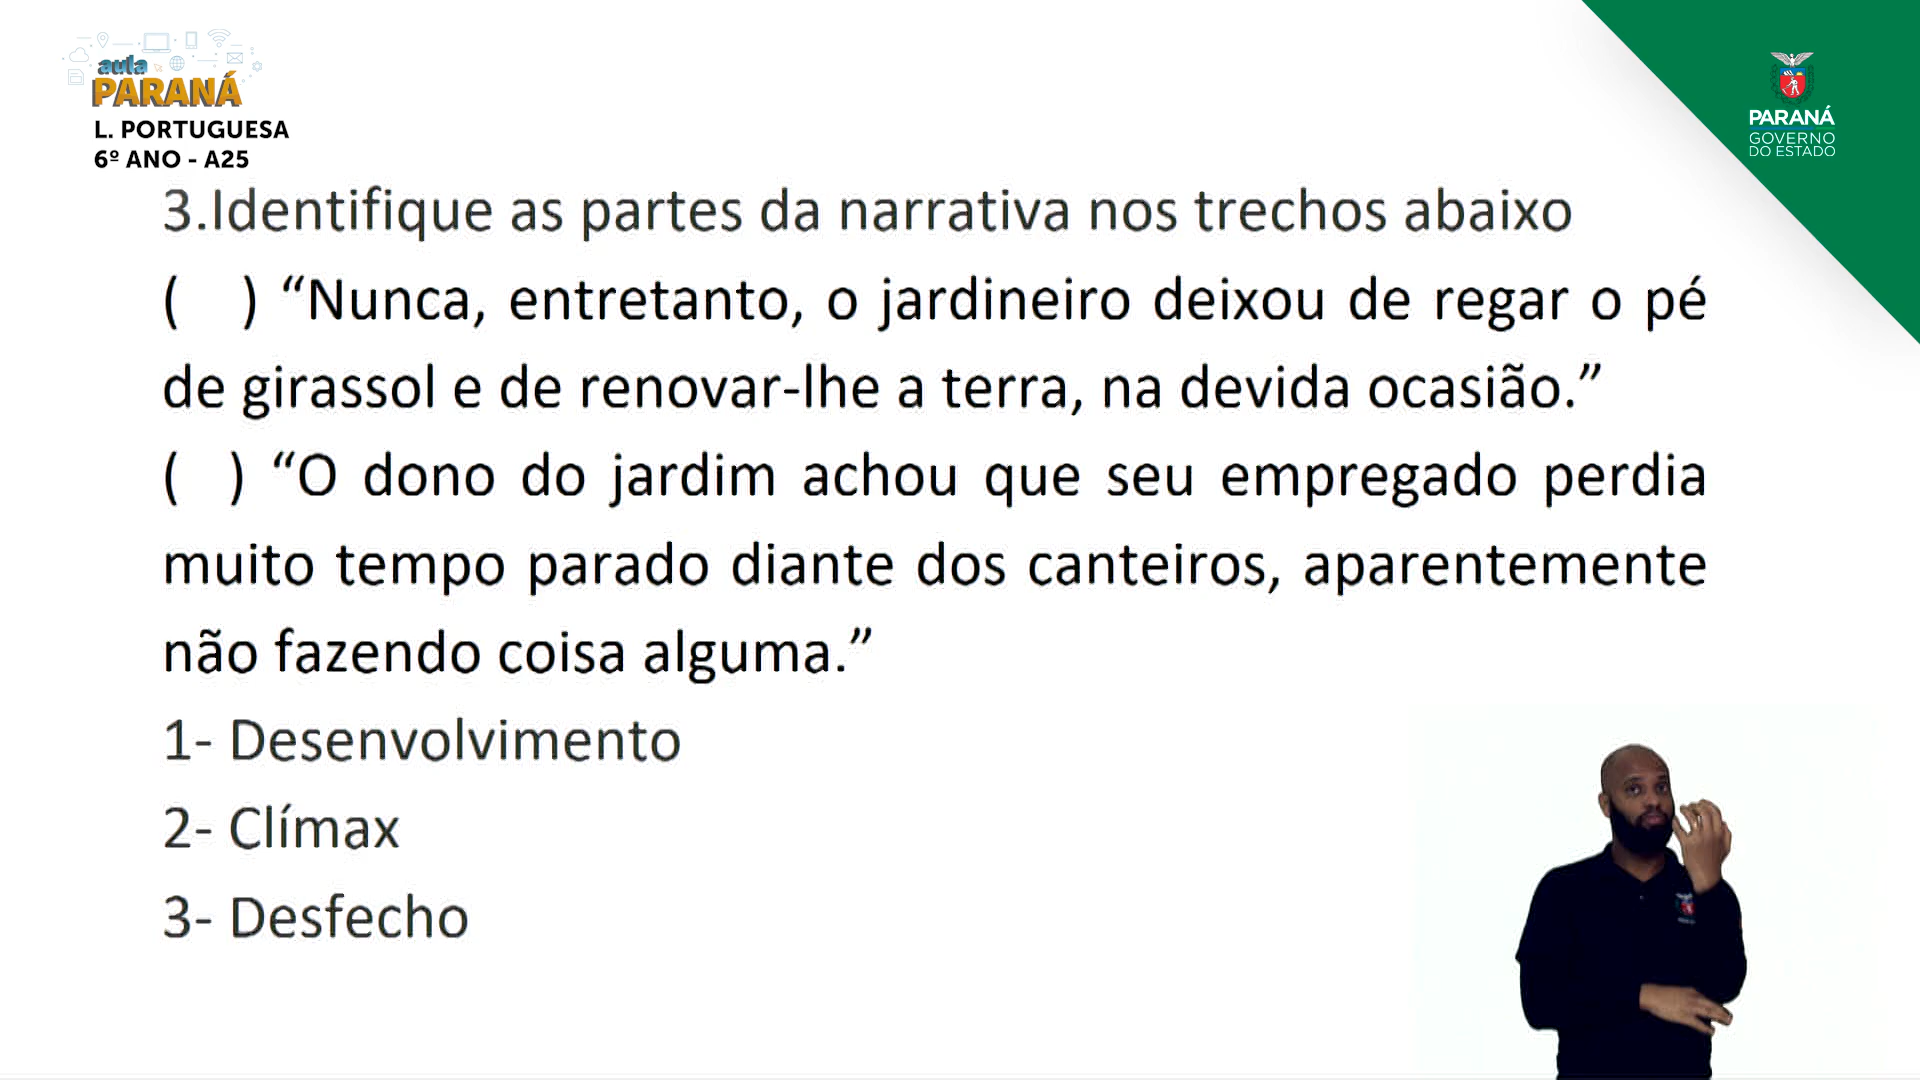 aula
PARANÁ
L. PORTUGUESA
6º ANO - A25
PARANÁ
GOVERNO
DO ESTADO
3.Identifique as partes da narrativa nos trechos abaixo
(   ) “Nunca, entretanto, o jardineiro deixou de regar o pé
de girassol e de renovar-lhe a terra, na devida ocasião.”
(   ) “O dono do jardim achou que seu empregado perdia
muito tempo parado diante dos canteiros, aparentemente
não fazendo coisa alguma.”
1- Desenvolvimento
2- Clímax
3- Desfecho